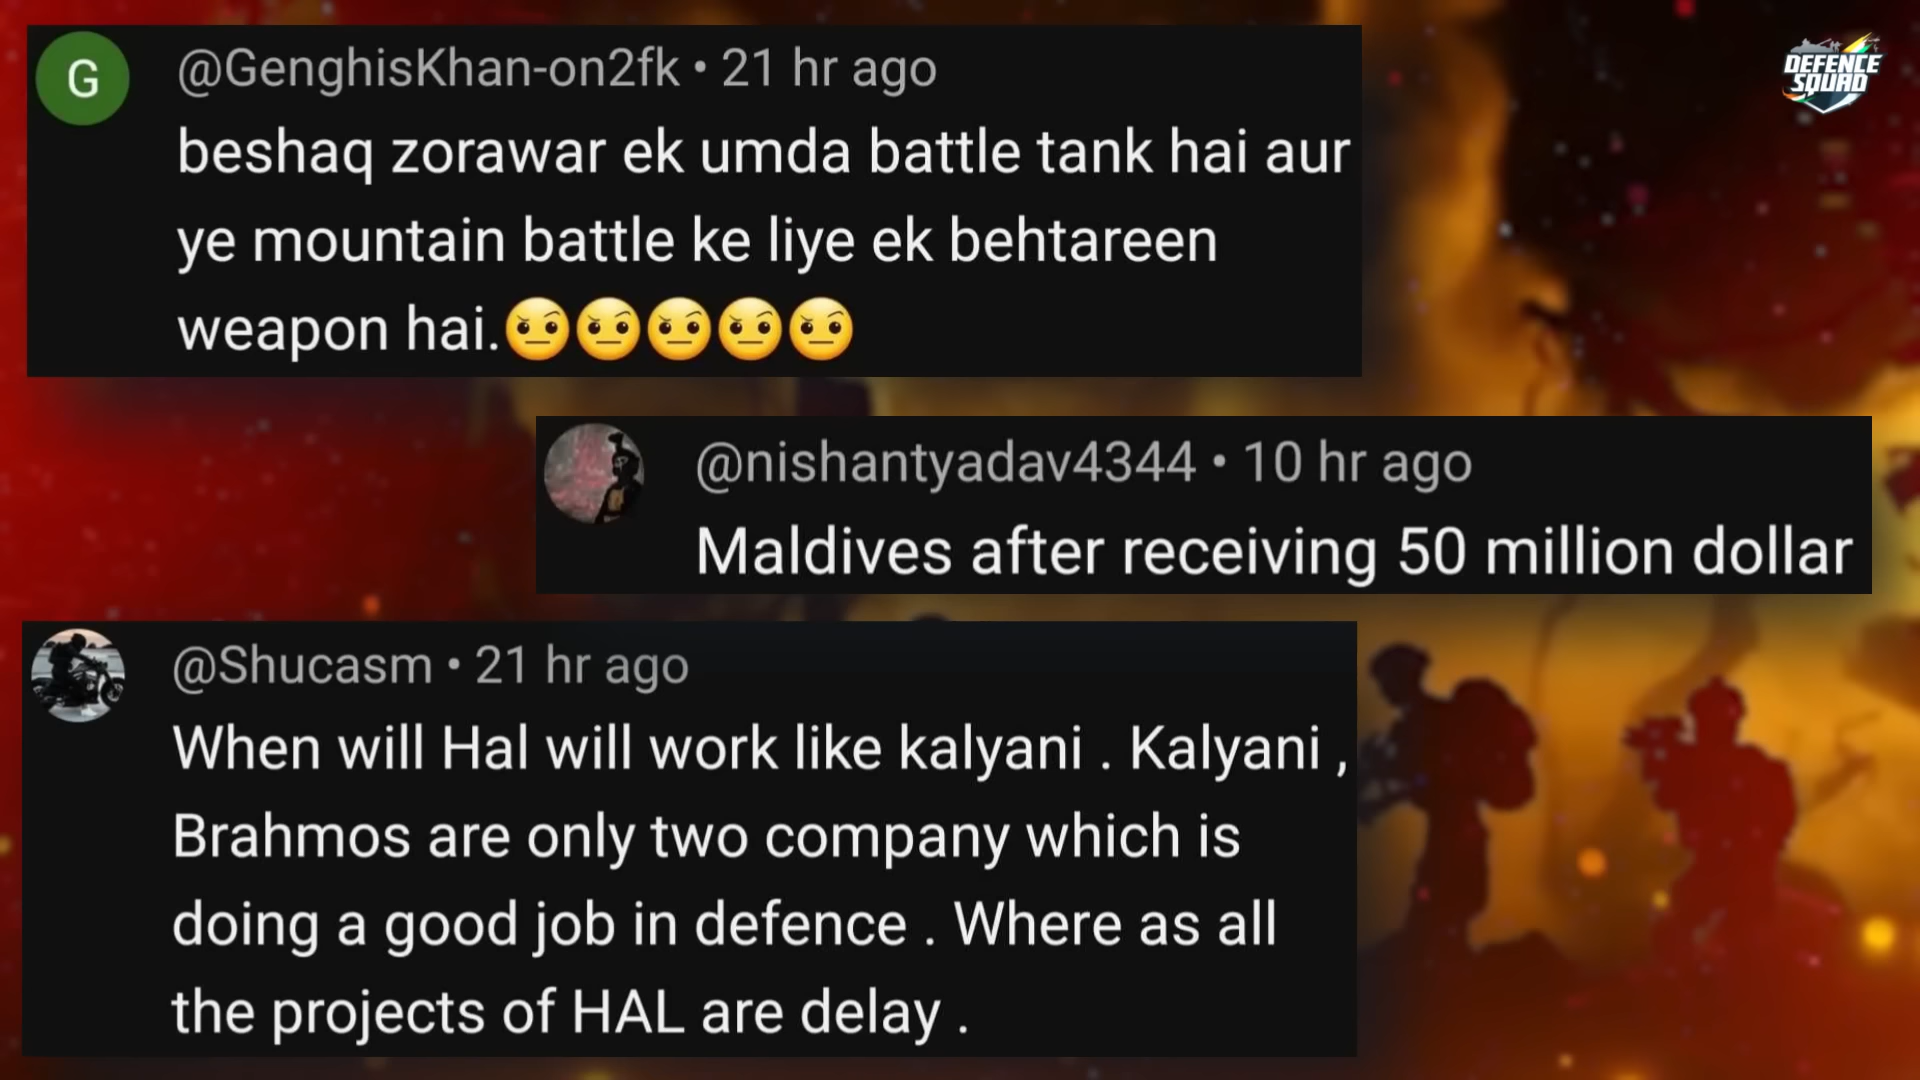 G
@GenghisKhan-on2fk • 21 hr ago
beshaq zorawar ek umda battle tank hai aur
ye mountain battle ke liye ek behtareen
weapon hai.🤨🤨🤨🤨🤨
DEFENCE
SQUAD
@nishantyadav4344 • 10 hr ago
Maldives after receiving 50 million dollar
@Shucasm • 21 hr ago
When will Hal will work like kalyani . Kalyani ,
Brahmos are only two company which is
doing a good job in defence . Where as all
the projects of HAL are delay .